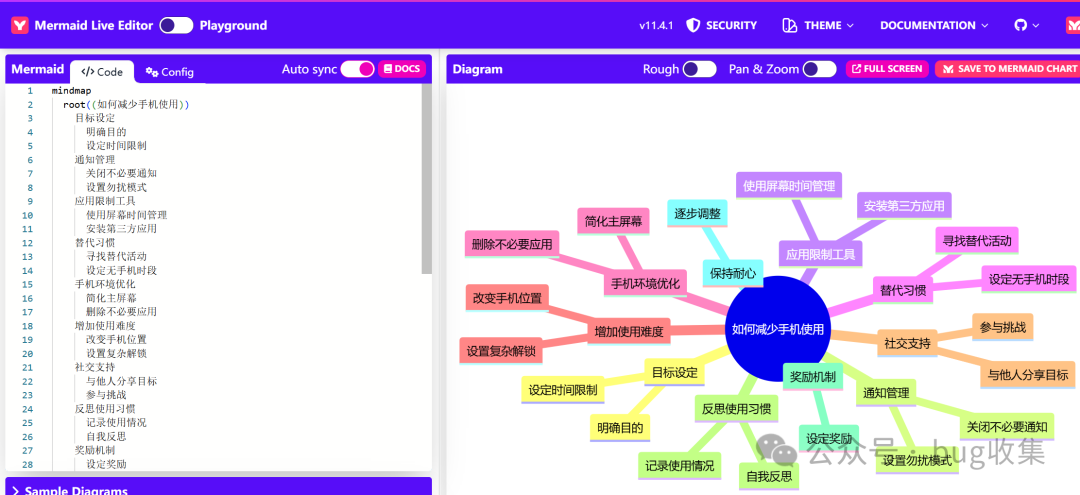 Mermaid Live Editor Playground v11.4.1 SECURITY THEME DOCUMENTATION
Mermaid Code Config Auto sync DOCS
1 mindmap
2 root((如何减少手机使用))
3 目标设定
4 明确目的
5 设定时间限制
6 通知管理
7 关闭不必要通知
8 设置勿扰模式
9 应用限制工具
10 使用屏幕时间管理
11 安装第三方应用
12 替代习惯
13 寻找替代活动
14 设定无手机时段
15 手机环境优化
16 简化主屏幕
17 删除不必要应用
18 增加使用难度
19 改变手机位置
20 设置复杂解锁
21 社交支持
22 与他人分享目标
23 参与挑战
24 反思使用习惯
25 记录使用情况
26 自我反思
27 奖励机制
28 设定奖励
Sample Diagrams
Diagram Rough Pan & Zoom FULL SCREEN SAVE TO MERMAID CHART
使用屏幕时间管理
安装第三方应用
逐步调整
简化主屏幕
寻找替代活动
删除不必要应用
应用限制工具
保持耐心
设定无手机时段
手机环境优化
替代习惯
改变手机位置
如何减少手机使用
参与挑战
增加使用难度
社交支持
设置复杂解锁
目标设定
奖励机制
与他人分享目标
设定时间限制
通知管理
反思使用习惯
明确目的
关闭不必要通知
设定奖励
设置勿扰模式
记录使用情况
自我反思
公众号 · bug收集